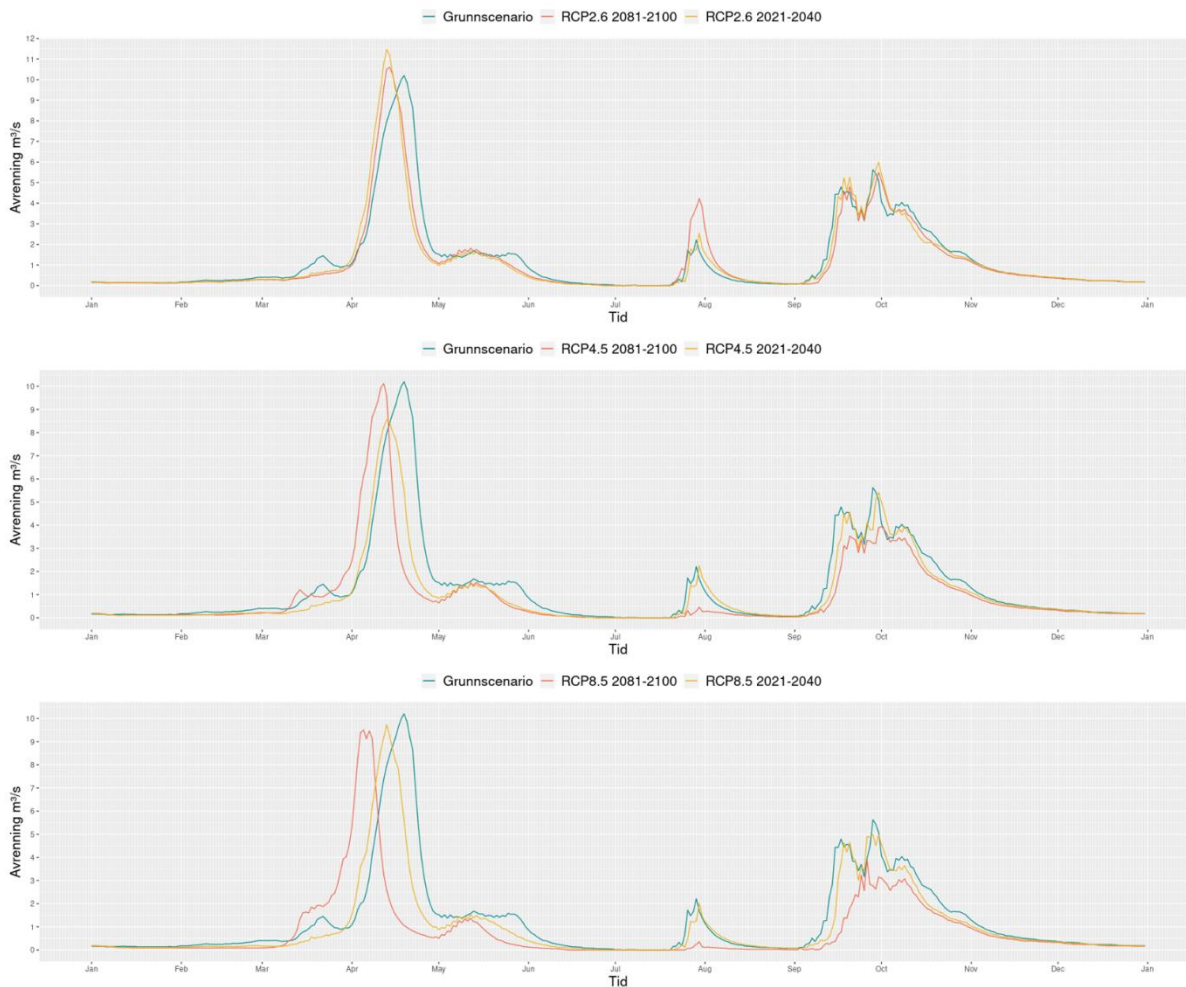 Grunnscenario RCP2.6 2081-2100 RCP2.6 2021-2040
12
11
10
9
8
7
6
5
4
3
2
1
0
Avrenning m³/s
Jan Feb Mar Apr May Jun Jul Aug Sep Oct Nov Dec Jan
Tid
Grunnscenario RCP4.5 2081-2100 RCP4.5 2021-2040
10
9
8
7
6
5
4
3
2
1
0
Avrenning m³/s
Jan Feb Mar Apr May Jun Jul Aug Sep Oct Nov Dec Jan
Tid
Grunnscenario RCP8.5 2081-2100 RCP8.5 2021-2040
10
9
8
7
6
5
4
3
2
1
0
Avrenning m³/s
Jan Feb Mar Apr May Jun Jul Aug Sep Oct Nov Dec Jan
Tid